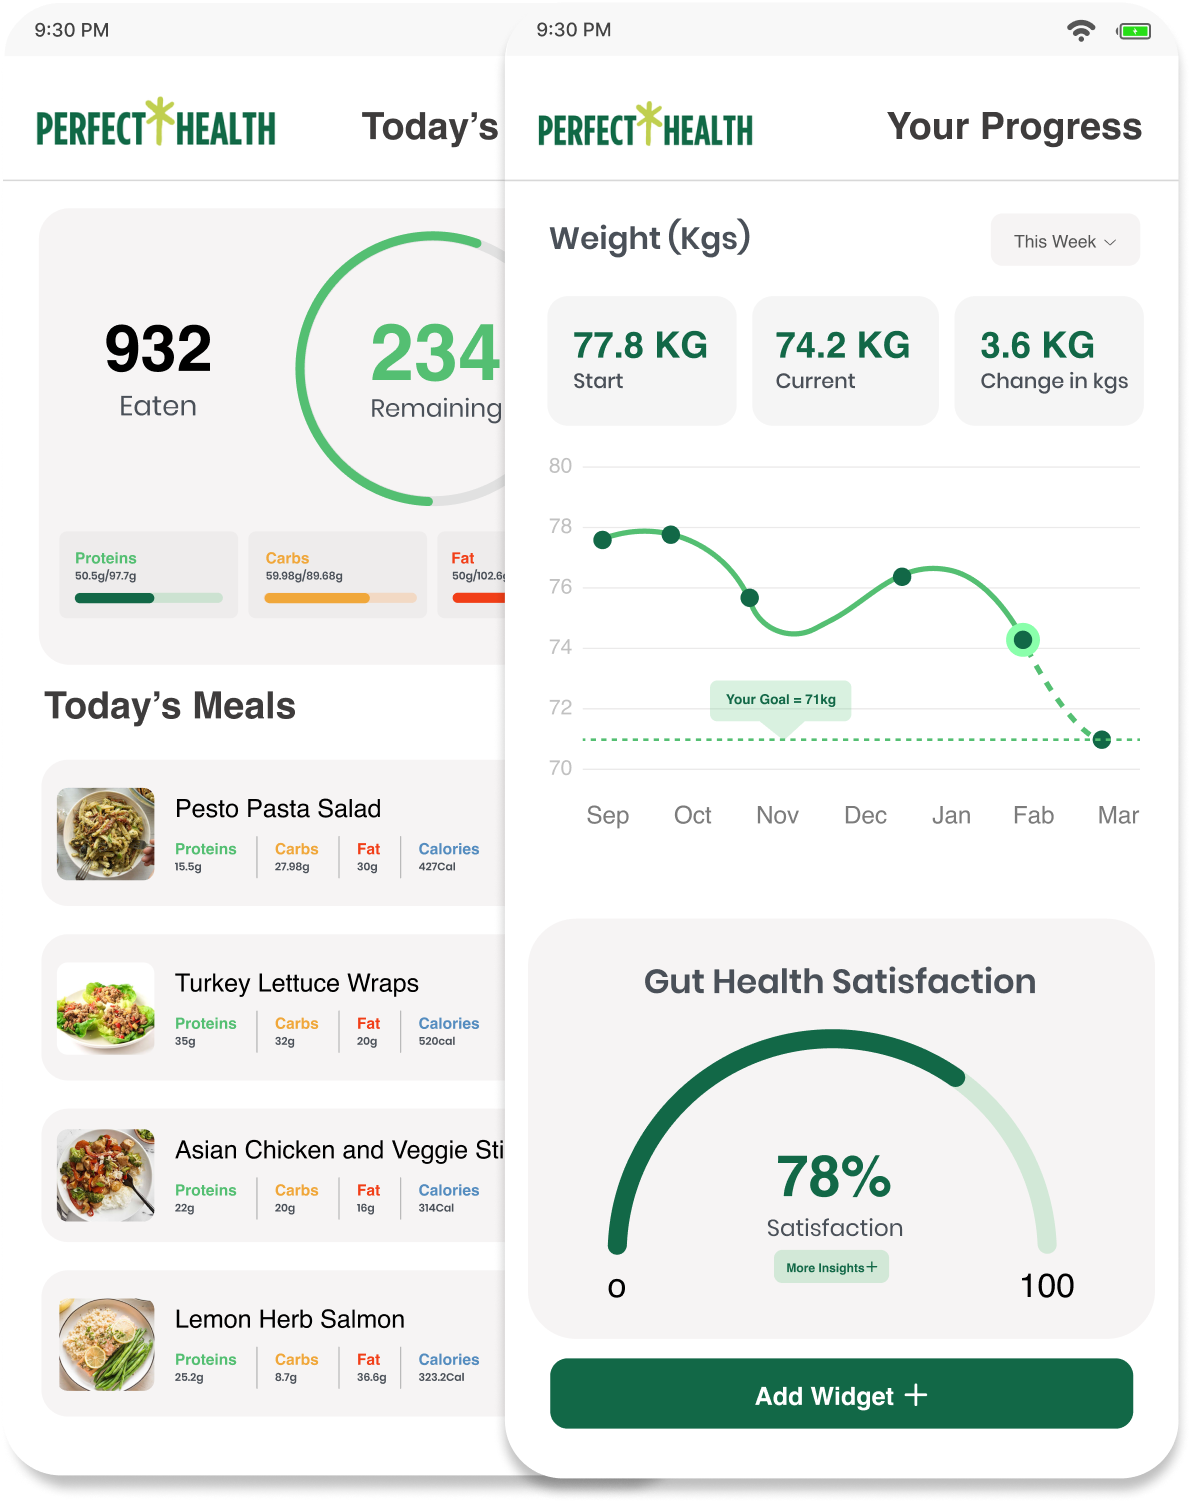 9:30 PM
PERFECT HEALTH
Today’s
932
Eaten
234
Remaining
Proteins
50.5g/97.7g
Carbs
59.98g/89.68g
Fat
50g/102.6g
Today’s Meals
Pesto Pasta Salad
Proteins Carbs Fat Calories
15.5g 27.98g 30g 427Cal
Turkey Lettuce Wraps
Proteins Carbs Fat Calories
35g 32g 20g 520cal
Asian Chicken and Veggie Sti
Proteins Carbs Fat Calories
22g 20g 16g 314Cal
Lemon Herb Salmon
Proteins Carbs Fat Calories
25.2g 8.7g 36.6g 323.2Cal
9:30 PM
PERFECT HEALTH
Your Progress
Weight (Kgs)
This Week
77.8 KG
Start
74.2 KG
Current
3.6 KG
Change in kgs
80
78
76
74
72
70
Your Goal = 71kg
Sep Oct Nov Dec Jan Fab Mar
Gut Health Satisfaction
78%
Satisfaction
More Insights+
0 100
Add Widget +